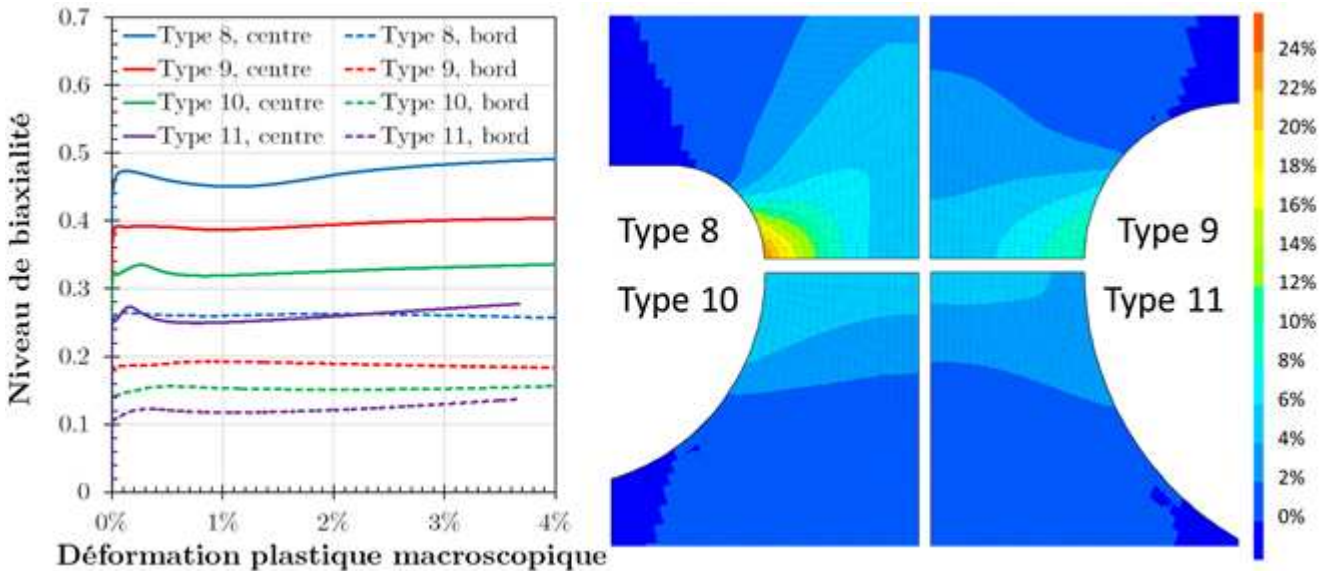 0.7
0.6
0.5
0.4
0.3
0.2
0.1
0
Niveau de biaxialité
Type 8, centre
Type 8, bord
Type 9, centre
Type 9, bord
Type 10, centre
Type 10, bord
Type 11, centre
Type 11, bord
0%
1%
2%
3%
4%
Déformation plastique macroscopique
Type 8
Type 9
Type 10
Type 11
24%
22%
20%
18%
16%
14%
12%
10%
8%
6%
4%
2%
0%